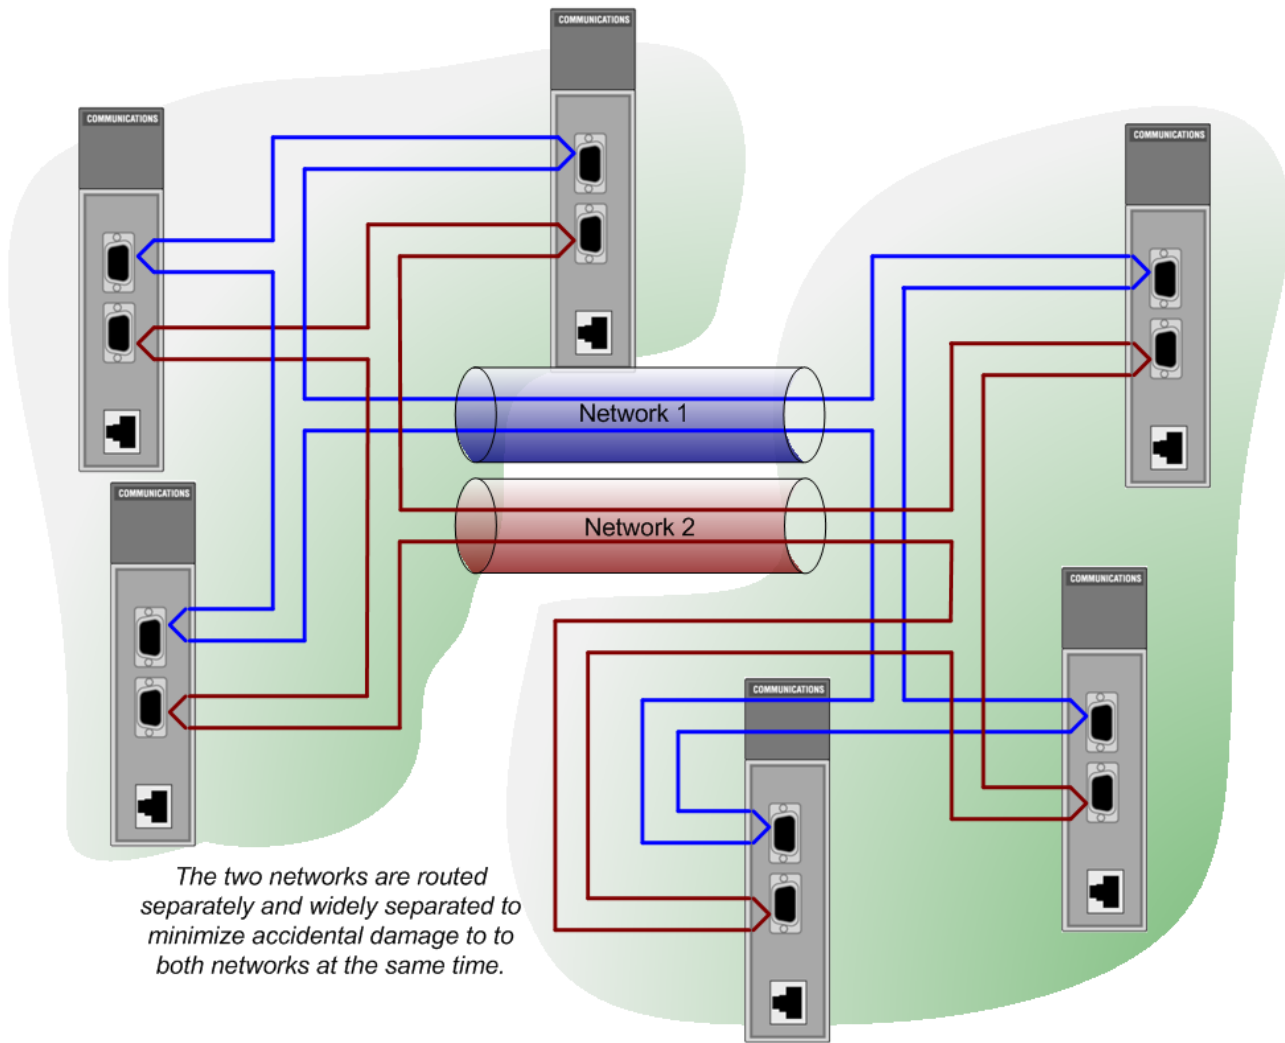 COMMUNICATIONS
COMMUNICATIONS
COMMUNICATIONS
Network 1
COMMUNICATIONS
Network 2
COMMUNICATIONS
COMMUNICATIONS
The two networks are routed
separately and widely separated to
minimize accidental damage to to
both networks at the same time.